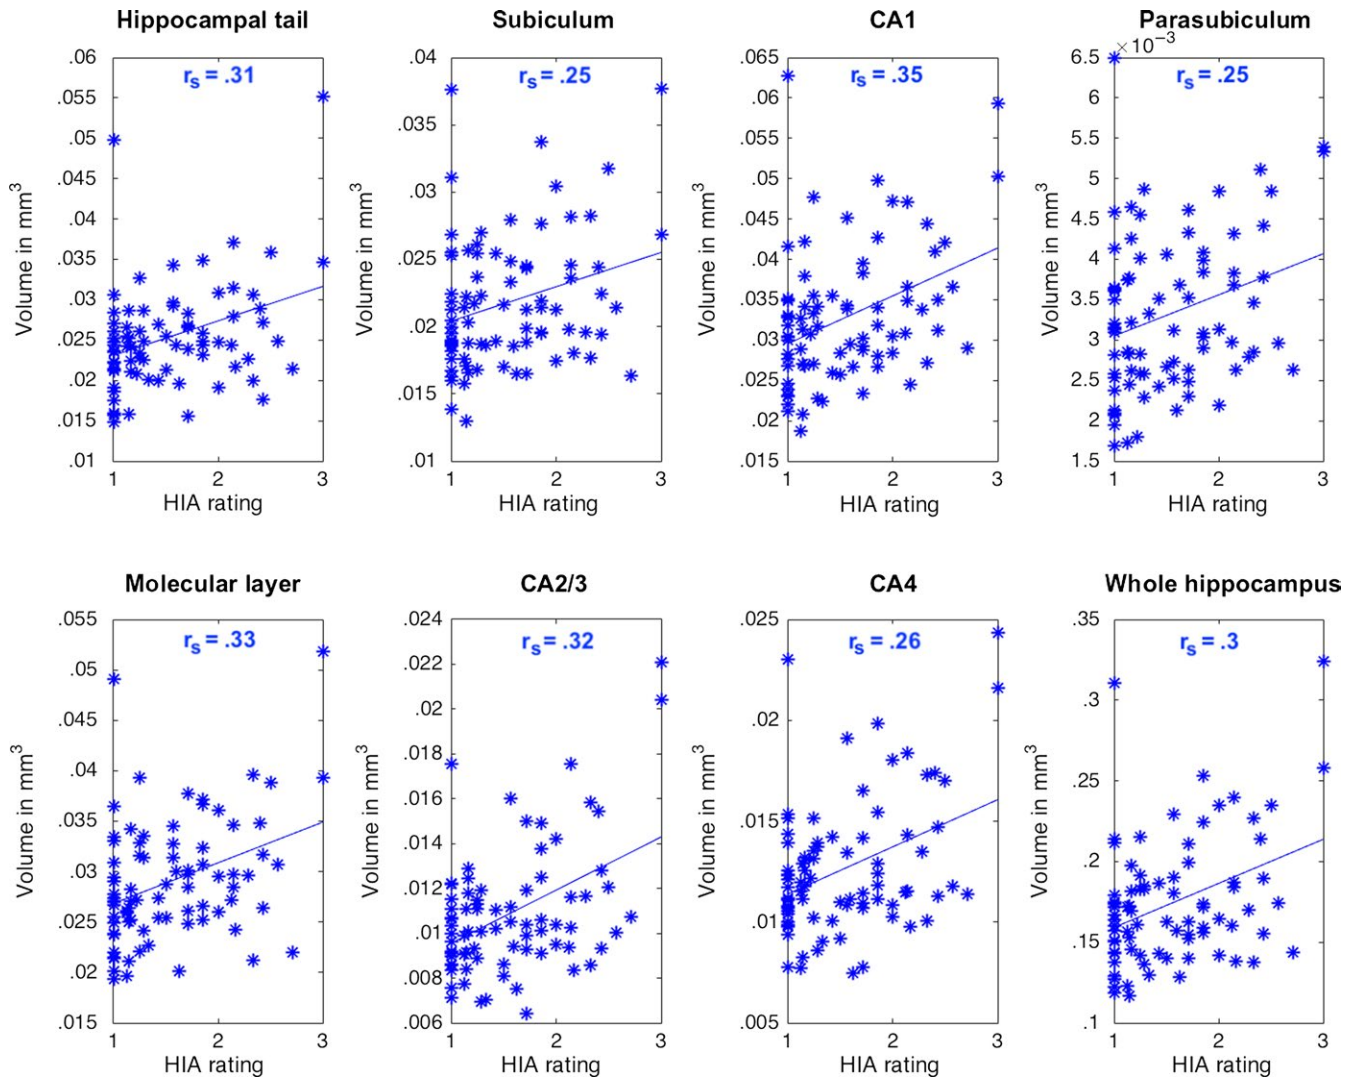 Hippocampal tail
Subiculum
CA1
Parasubiculum
× 10⁻³
.06
.055
.05
.045
.04
.035
.03
.025
.02
.015
.01
Volume in mm³
r_s = .31
1 2 3
HIA rating
.04
.035
.03
.025
.02
.015
.01
Volume in mm³
r_s = .25
1 2 3
HIA rating
.065
.06
.055
.05
.045
.04
.035
.03
.025
.02
.015
Volume in mm³
r_s = .35
1 2 3
HIA rating
6.5
6
5.5
5
4.5
4
3.5
3
2.5
2
1.5
Volume in mm³
r_s = .25
1 2 3
HIA rating
Molecular layer
CA2/3
CA4
Whole hippocampus
.055
.05
.045
.04
.035
.03
.025
.02
.015
Volume in mm³
r_s = .33
1 2 3
HIA rating
.024
.022
.02
.018
.016
.014
.012
.01
.008
.006
Volume in mm³
r_s = .32
1 2 3
HIA rating
.025
.02
.015
.01
.005
Volume in mm³
r_s = .26
1 2 3
HIA rating
.35
.3
.25
.2
.15
.1
Volume in mm³
r_s = .3
1 2 3
HIA rating